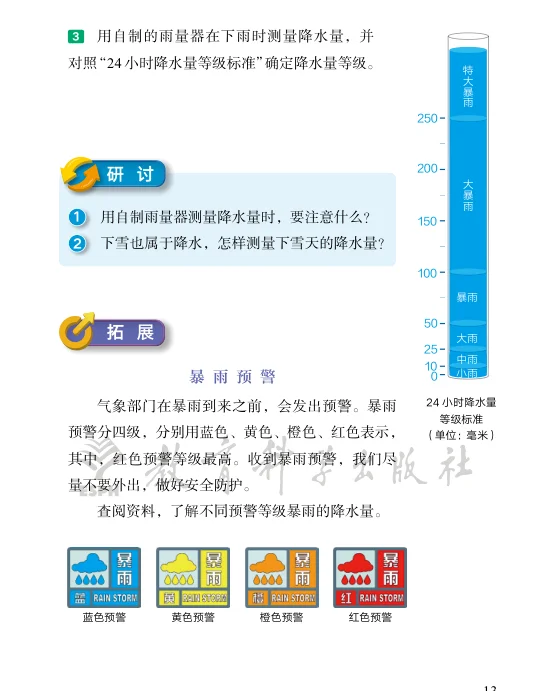 3 用自制的雨量器在下雨时测量降水量，并
对照“24小时降水量等级标准”确定降水量等级。
研讨
1 用自制雨量器测量降水量时，要注意什么？
2 下雪也属于降水，怎样测量下雪天的降水量？
特大暴雨
250
200
大暴雨
150
100
暴雨
50
大雨
25
中雨
10
小雨
0
24小时降水量
等级标准
（单位：毫米）
拓展
暴雨预警
气象部门在暴雨到来之前，会发出预警。暴雨
预警分四级，分别用蓝色、黄色、橙色、红色表示，
其中，红色预警等级最高。收到暴雨预警，我们尽
量不要外出，做好安全防护。
查阅资料，了解不同预警等级暴雨的降水量。
教育科学出版社
暴雨
蓝 RAIN STORM
蓝色预警
暴雨
黄 RAIN STORM
黄色预警
暴雨
橙 RAIN STORM
橙色预警
暴雨
红 RAIN STORM
红色预警